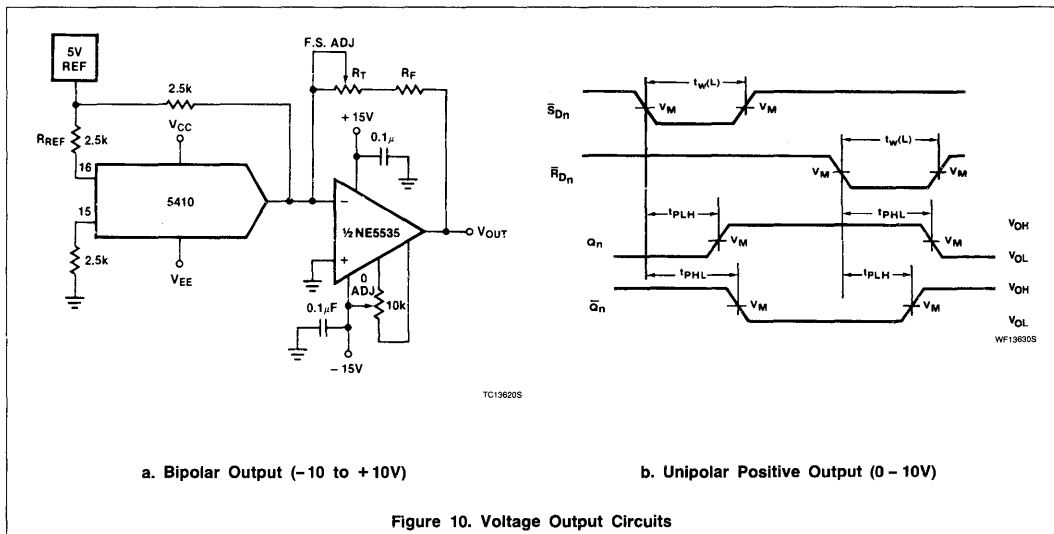 5V
REF
2.5k
RREF
2.5k
VCC
16
5410
15
2.5k
VEE
F.S. ADJ
RT
RF
+15V
0.1μ
−
½NE5535
+
VOUT
0
ADJ
0.1μF
10k
−15V
TC13620S
a. Bipolar Output (−10 to +10V)
tw(L)
S̅Dn
VM
VM
tw(L)
R̅Dn
VM
VM
tPLH
tPHL
VOH
Qn
VM
VM
VOL
tPHL
tPLH
VOH
Q̅n
VM
VM
VOL
WF13630S
b. Unipolar Positive Output (0 – 10V)
Figure 10. Voltage Output Circuits